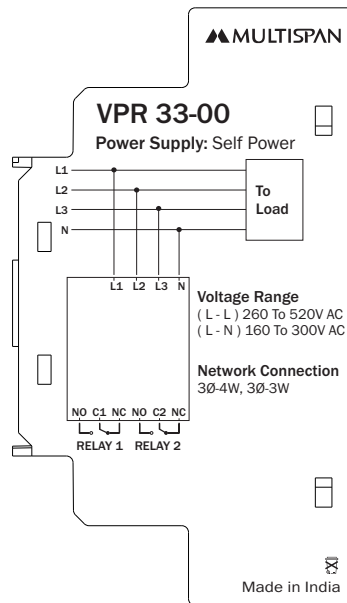 MULTISPAN
VPR 33-00
Power Supply: Self Power
L1
L2
L3
N
To
Load
L1 L2 L3 N
Voltage Range
( L - L ) 260 To 520V AC
( L - N ) 160 To 300V AC
Network Connection
3Ø-4W, 3Ø-3W
NO C1 NC NO C2 NC
RELAY 1 RELAY 2
Made in India